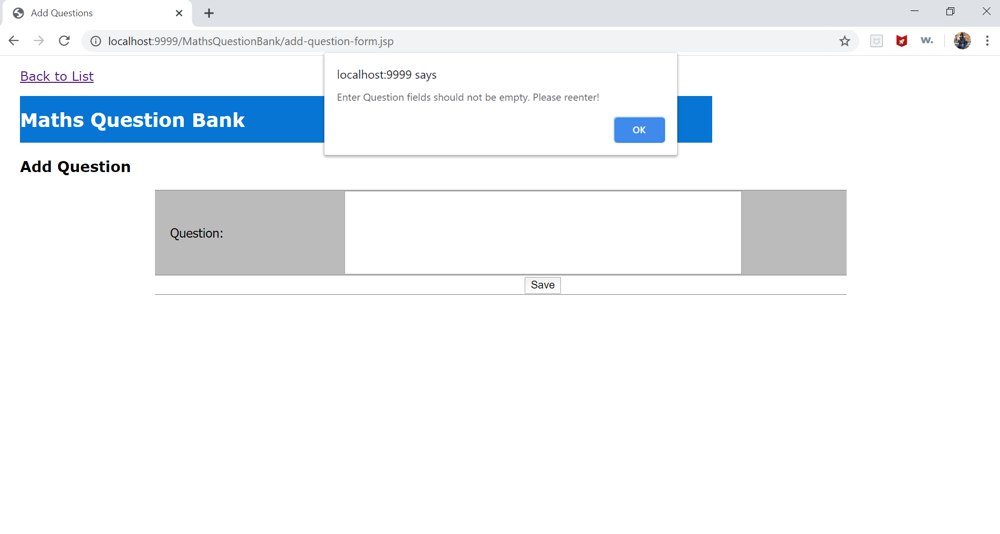 Add Questions
localhost:9999/MathsQuestionBank/add-question-form.jsp
w.
localhost:9999 says
Enter Question fields should not be empty. Please reenter!
OK
Back to List
Maths Question Bank
Add Question
Question:
Save